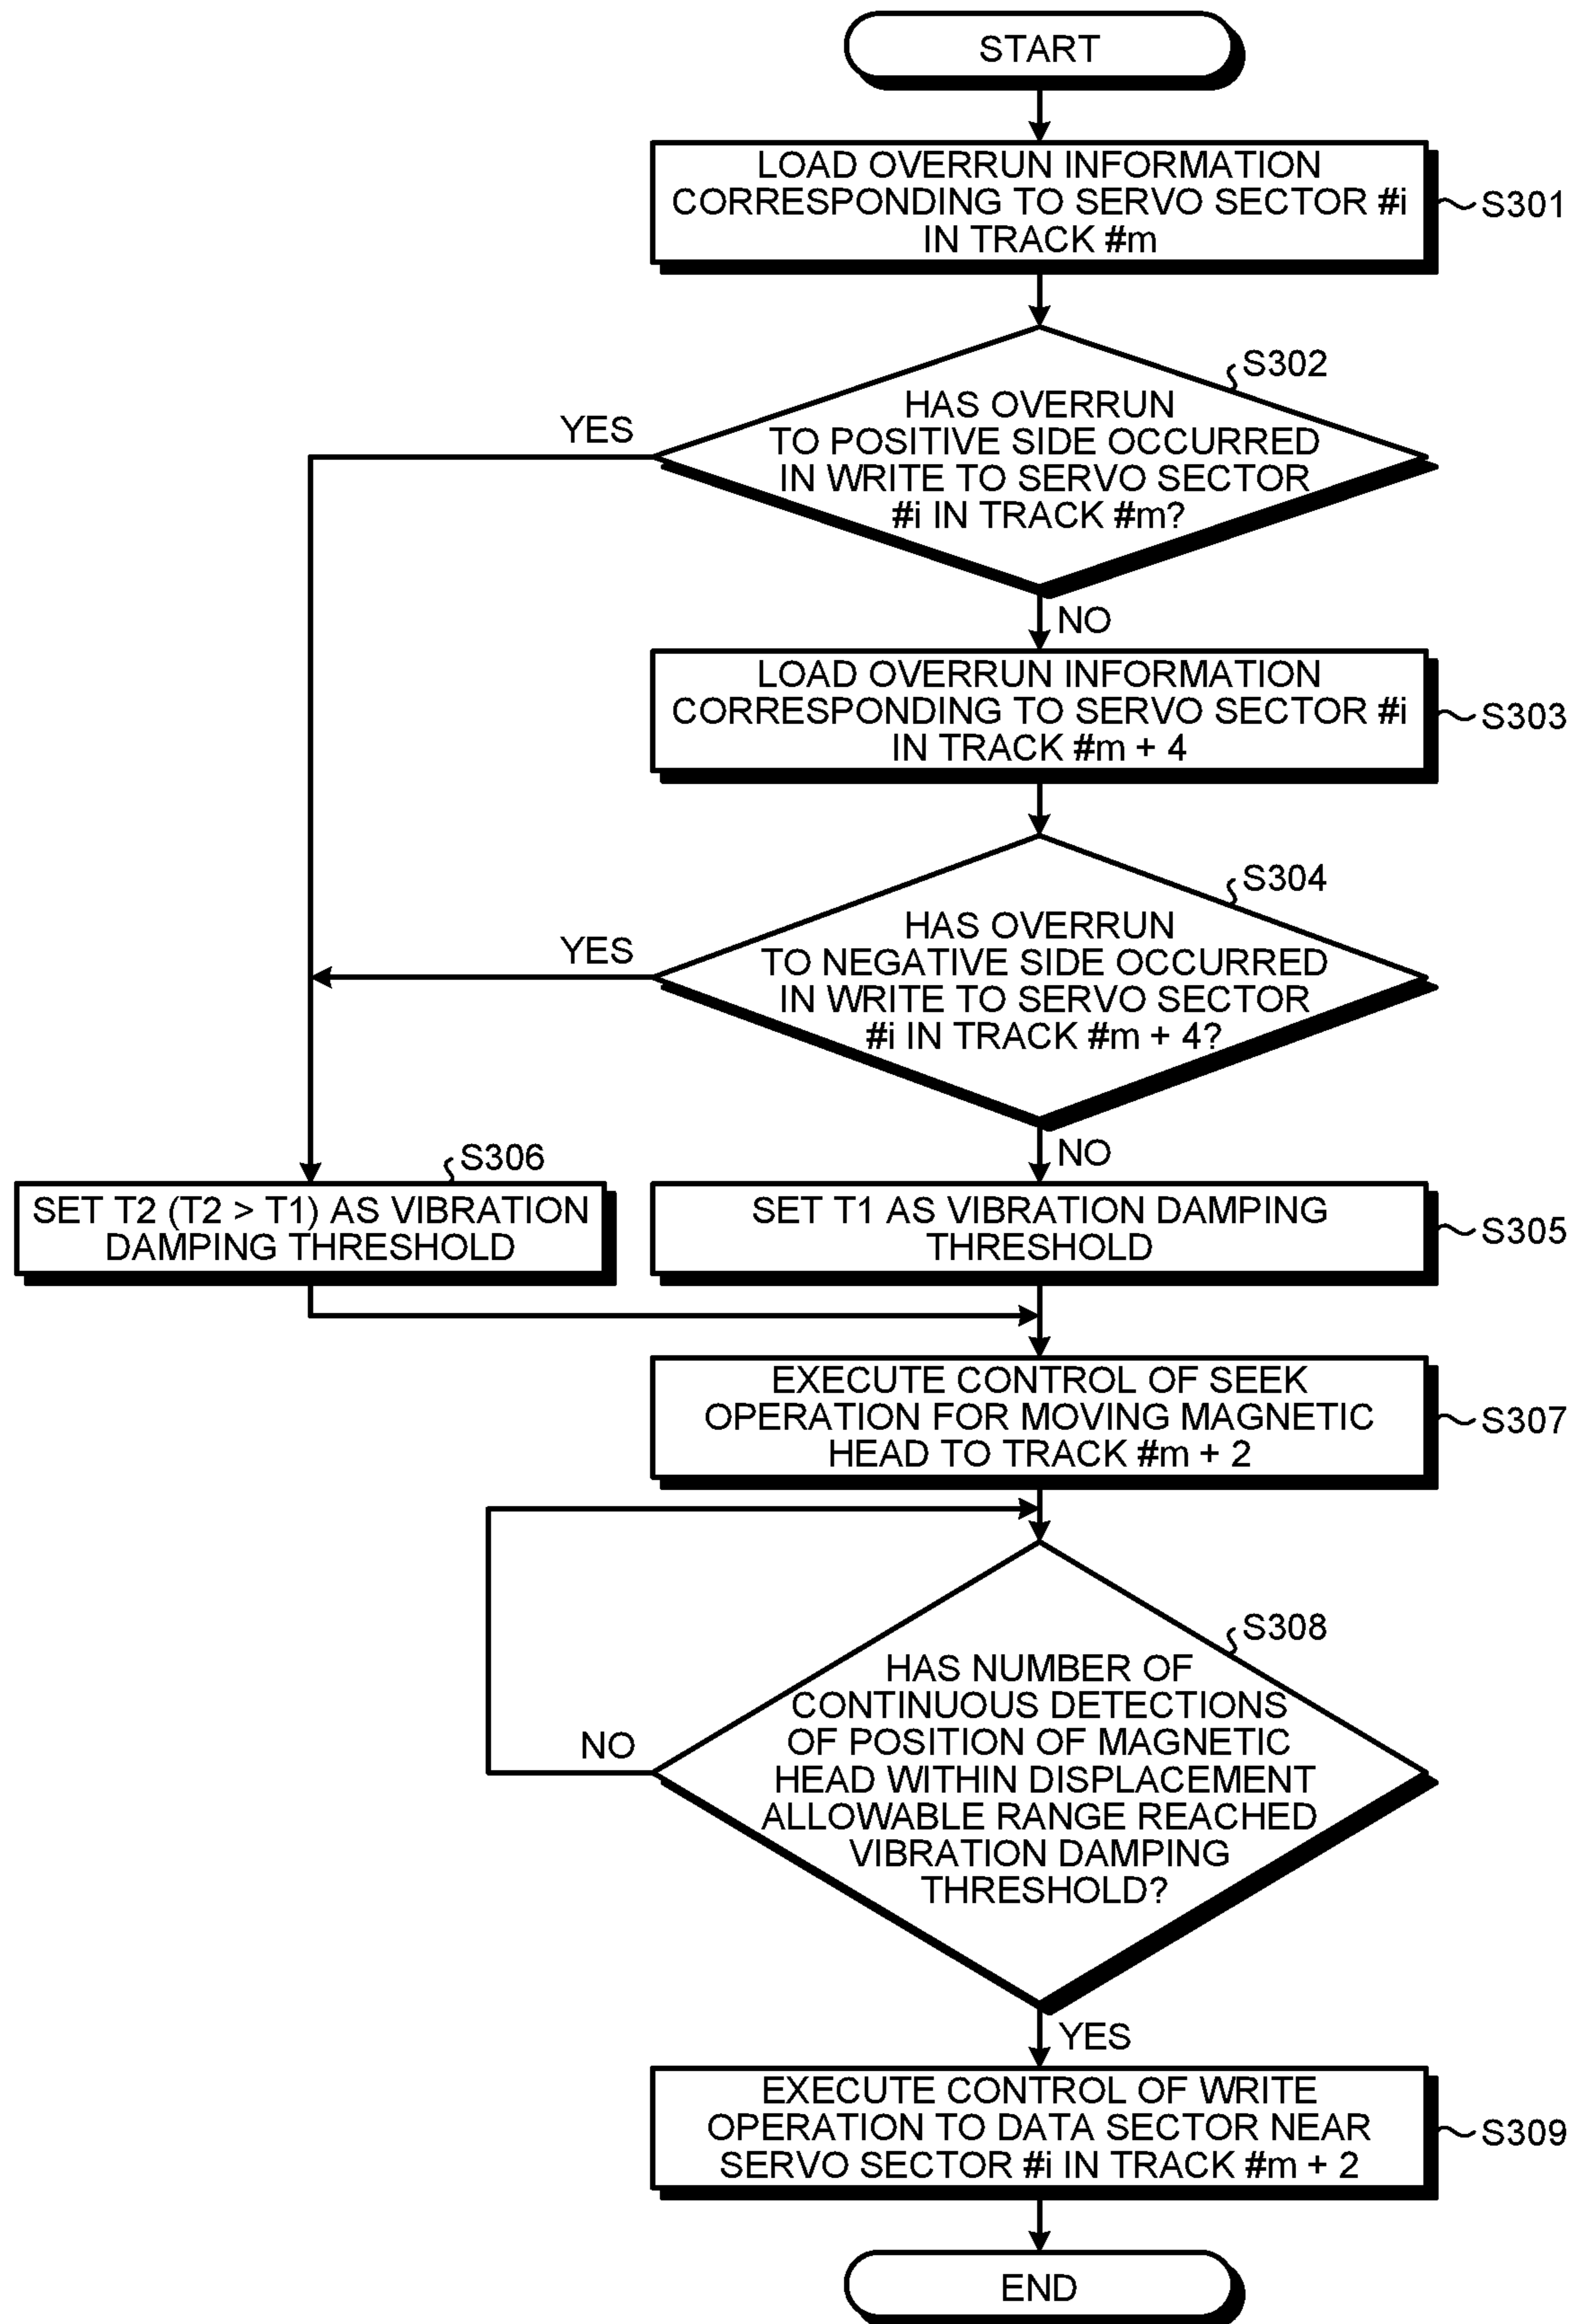 START
LOAD OVERRUN INFORMATION
CORRESPONDING TO SERVO SECTOR #i
IN TRACK #m
S301
S302
HAS OVERRUN
TO POSITIVE SIDE OCCURRED
IN WRITE TO SERVO SECTOR
#i IN TRACK #m?
YES
NO
LOAD OVERRUN INFORMATION
CORRESPONDING TO SERVO SECTOR #i
IN TRACK #m + 4
S303
S304
HAS OVERRUN
TO NEGATIVE SIDE OCCURRED
IN WRITE TO SERVO SECTOR
#i IN TRACK #m + 4?
YES
NO
S306
SET T2 (T2 > T1) AS VIBRATION
DAMPING THRESHOLD
SET T1 AS VIBRATION DAMPING
THRESHOLD
S305
EXECUTE CONTROL OF SEEK
OPERATION FOR MOVING MAGNETIC
HEAD TO TRACK #m + 2
S307
S308
HAS NUMBER OF
CONTINUOUS DETECTIONS
OF POSITION OF MAGNETIC
HEAD WITHIN DISPLACEMENT
ALLOWABLE RANGE REACHED
VIBRATION DAMPING
THRESHOLD?
NO
YES
EXECUTE CONTROL OF WRITE
OPERATION TO DATA SECTOR NEAR
SERVO SECTOR #i IN TRACK #m + 2
S309
END